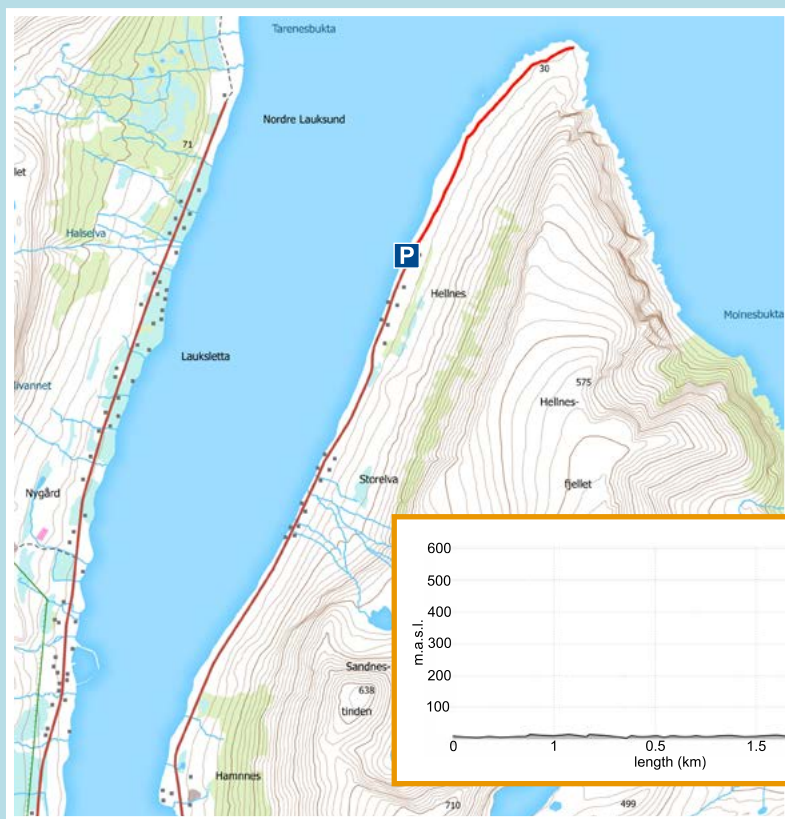 Tarenesbukta
30
Nordre Lauksund
71
let
Halselva
P
Hellnes
Moinesbukta
Lauksletta
livannet
575
Hellnes-
Storelva
fjellet
Nygård
600
500
400
300
200
100
m.a.s.l.
0
1
0.5
1.5
length (km)
Sandnes-
638
tinden
Hamnnes
710
499